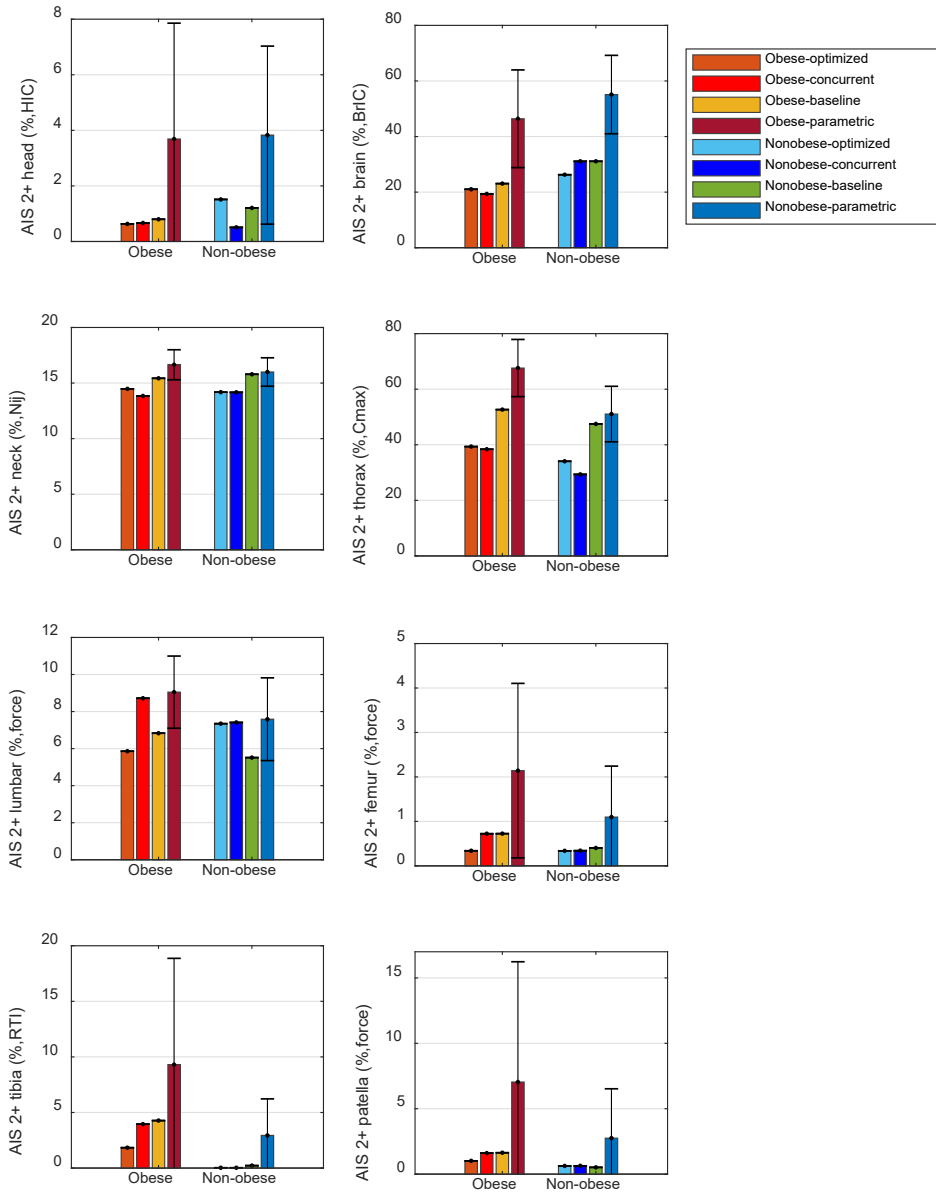 AIS 2+ head (%,HIC)
8
6
4
2
0
Obese
Non-obese
AIS 2+ brain (%,BrIC)
80
60
40
20
0
Obese
Non-obese
Obese-optimized
Obese-concurrent
Obese-baseline
Obese-parametric
Nonobese-optimized
Nonobese-concurrent
Nonobese-baseline
Nonobese-parametric
AIS 2+ neck (%,Nij)
20
15
10
5
0
Obese
Non-obese
AIS 2+ thorax (%,Cmax)
80
60
40
20
0
Obese
Non-obese
AIS 2+ lumbar (%,force)
12
10
8
6
4
2
0
Obese
Non-obese
AIS 2+ femur (%,force)
5
4
3
2
1
0
Obese
Non-obese
AIS 2+ tibia (%,RTI)
20
15
10
5
0
Obese
Non-obese
AIS 2+ patella (%,force)
15
10
5
0
Obese
Non-obese